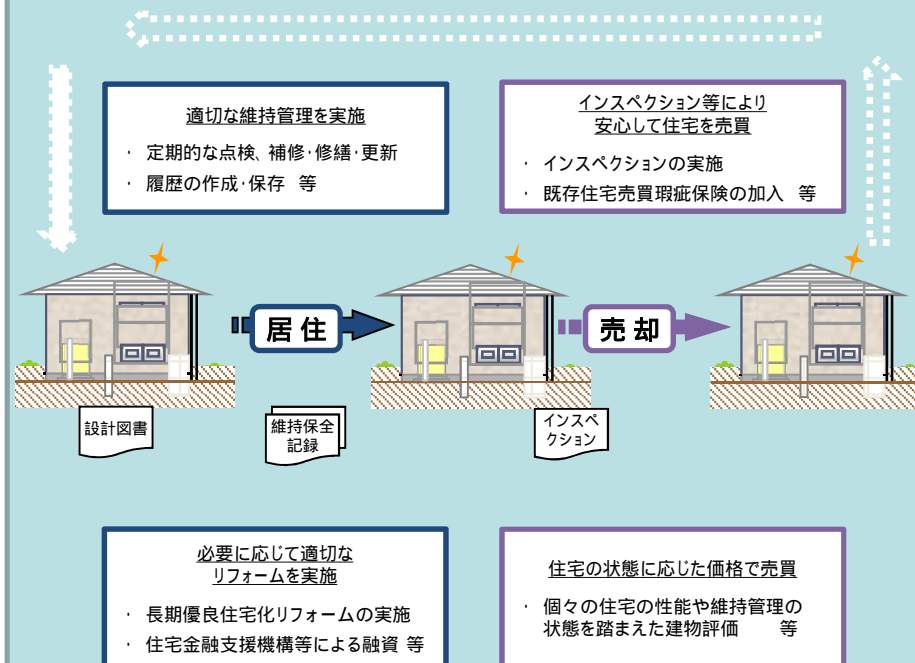 適切な維持管理を実施
・ 定期的な点検、補修・修繕・更新
・ 履歴の作成・保存 等
インスペクション等により
安心して住宅を売買
・ インスペクションの実施
・ 既存住宅売買瑕疵保険の加入 等
居住
売却
設計図書
維持保全
記録
インスペ
クション
必要に応じて適切な
リフォームを実施
・ 長期優良住宅化リフォームの実施
・ 住宅金融支援機構等による融資 等
住宅の状態に応じた価格で売買
・ 個々の住宅の性能や維持管理の
状態を踏まえた建物評価 等